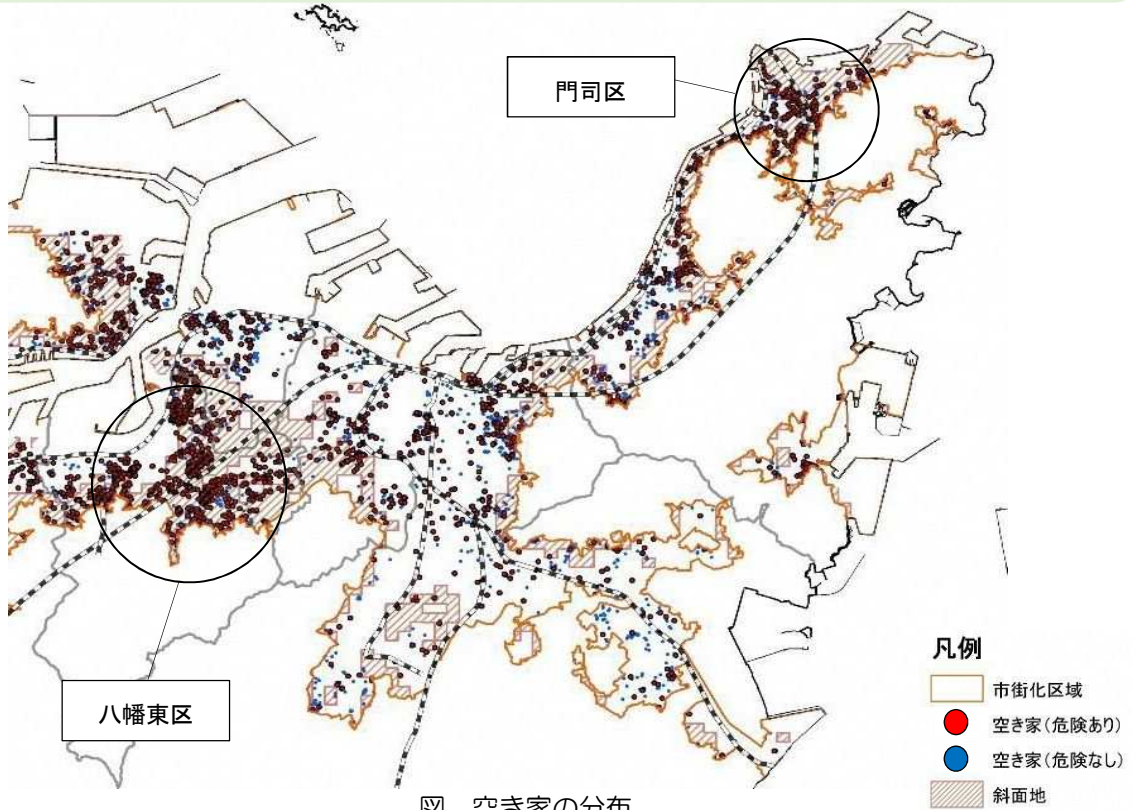 門司区
八幡東区
凡例
市街化区域
空き家(危険あり)
空き家(危険なし)
斜面地
図 空き家の分布